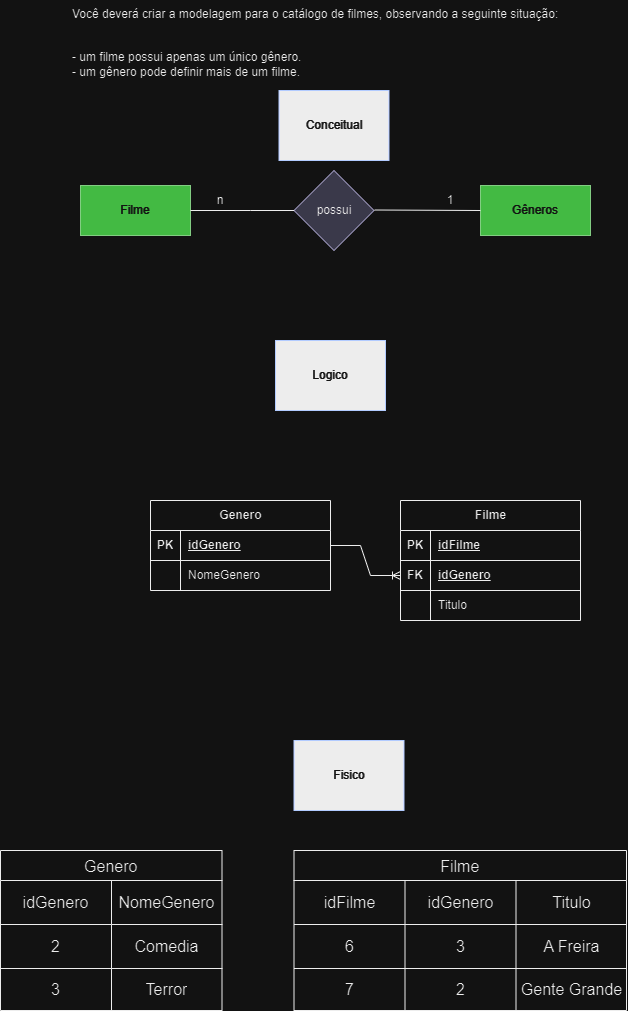 Você deverá criar a modelagem para o catálogo de filmes, observando a seguinte situação:
- um filme possui apenas um único gênero.
- um gênero pode definir mais de um filme.
Conceitual
Filme
n
possui
1
Gêneros
Logico
Genero
PK idGenero
NomeGenero
Filme
PK idFilme
FK idGenero
Titulo
Fisico
Genero
idGenero NomeGenero
2 Comedia
3 Terror
Filme
idFilme idGenero Titulo
6 3 A Freira
7 2 Gente Grande